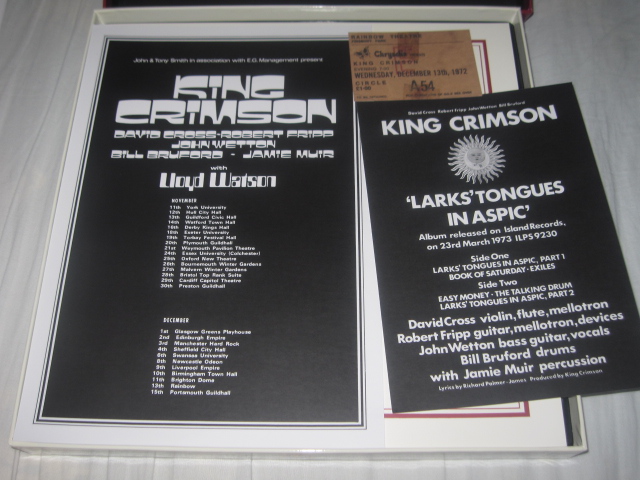 John & Tony Smith in association with E.G. Management present
KING
CRIMSON
DAVID CROSS-ROBERT FRIPP
JOHN WETTON
BILL BRUFORD - JAMIE MUIR
with
Lloyd Watson
NOVEMBER
11th York University
12th Hull City Hall
13th Guildford Civic Hall
14th Watford Town Hall
15th Derby Kings Hall
18th Exeter University
19th Torbay Festival Hall
20th Plymouth Guildhall
21st Weymouth Pavilion Theatre
24th Essex University (Colchester)
25th Oxford New Theatre
26th Bournemouth Winter Gardens
27th Malvern Winter Gardens
28th Bristol Top Rank Suite
29th Cardiff Capitol Theatre
30th Preston Guildhall
DECEMBER
1st Glasgow Greens Playhouse
2nd Edinburgh Empire
3rd Manchester Hard Rock
4th Sheffield City Hall
6th Swansea University
8th Newcastle Odeon
9th Liverpool Empire
10th Birmingham Town Hall
11th Brighton Dome
13th Rainbow
15th Portsmouth Guildhall
RAINBOW THEATRE
Chrysalis
KING CRIMSON
WEDNESDAY, DECEMBER 13th, 1972
CIRCLE
A54
David Cross Robert Fripp John Wetton Bill Bruford
KING CRIMSON
'LARKS' TONGUES
IN ASPIC'
Album released on Island Records,
on 23rd March 1973 ILPS 9230
Side One
LARKS' TONGUES IN ASPIC, PART 1
BOOK OF SATURDAY · EXILES
Side Two
EASY MONEY · THE TALKING DRUM
LARKS' TONGUES IN ASPIC, PART 2
David Cross violin, flute, mellotron
Robert Fripp guitar, mellotron, devices
John Wetton bass guitar, vocals
Bill Bruford drums
with Jamie Muir percussion
Lyrics by Richard Palmer-James Produced by King Crimson